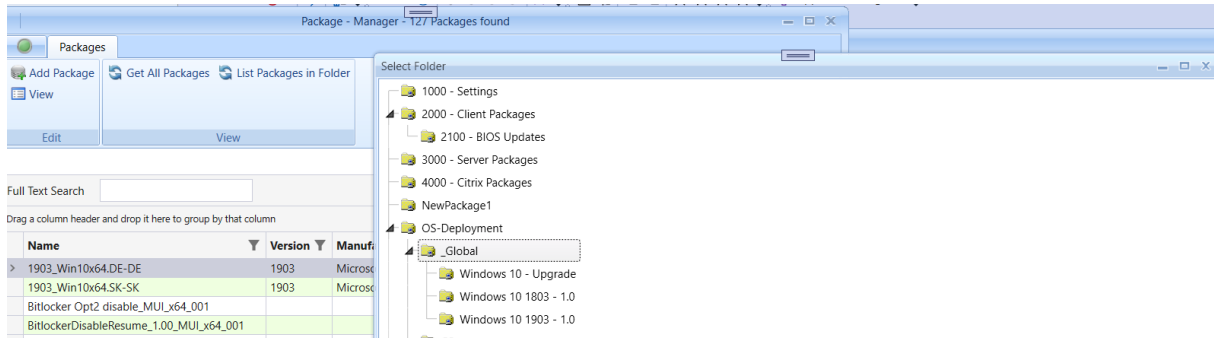 Package - Manager - 127 Packages found
Packages
Add Package
Get All Packages
List Packages in Folder
View
Edit
View
Full Text Search
Drag a column header and drop it here to group by that column
Name
Version
Manufa
1903_Win10x64.DE-DE
1903
Microso
1903_Win10x64.SK-SK
1903
Microso
Bitlocker Opt2 disable_MUI_x64_001
BitlockerDisableResume_1.00_MUI_x64_001
Select Folder
1000 - Settings
2000 - Client Packages
2100 - BIOS Updates
3000 - Server Packages
4000 - Citrix Packages
NewPackage1
OS-Deployment
_Global
Windows 10 - Upgrade
Windows 10 1803 - 1.0
Windows 10 1903 - 1.0